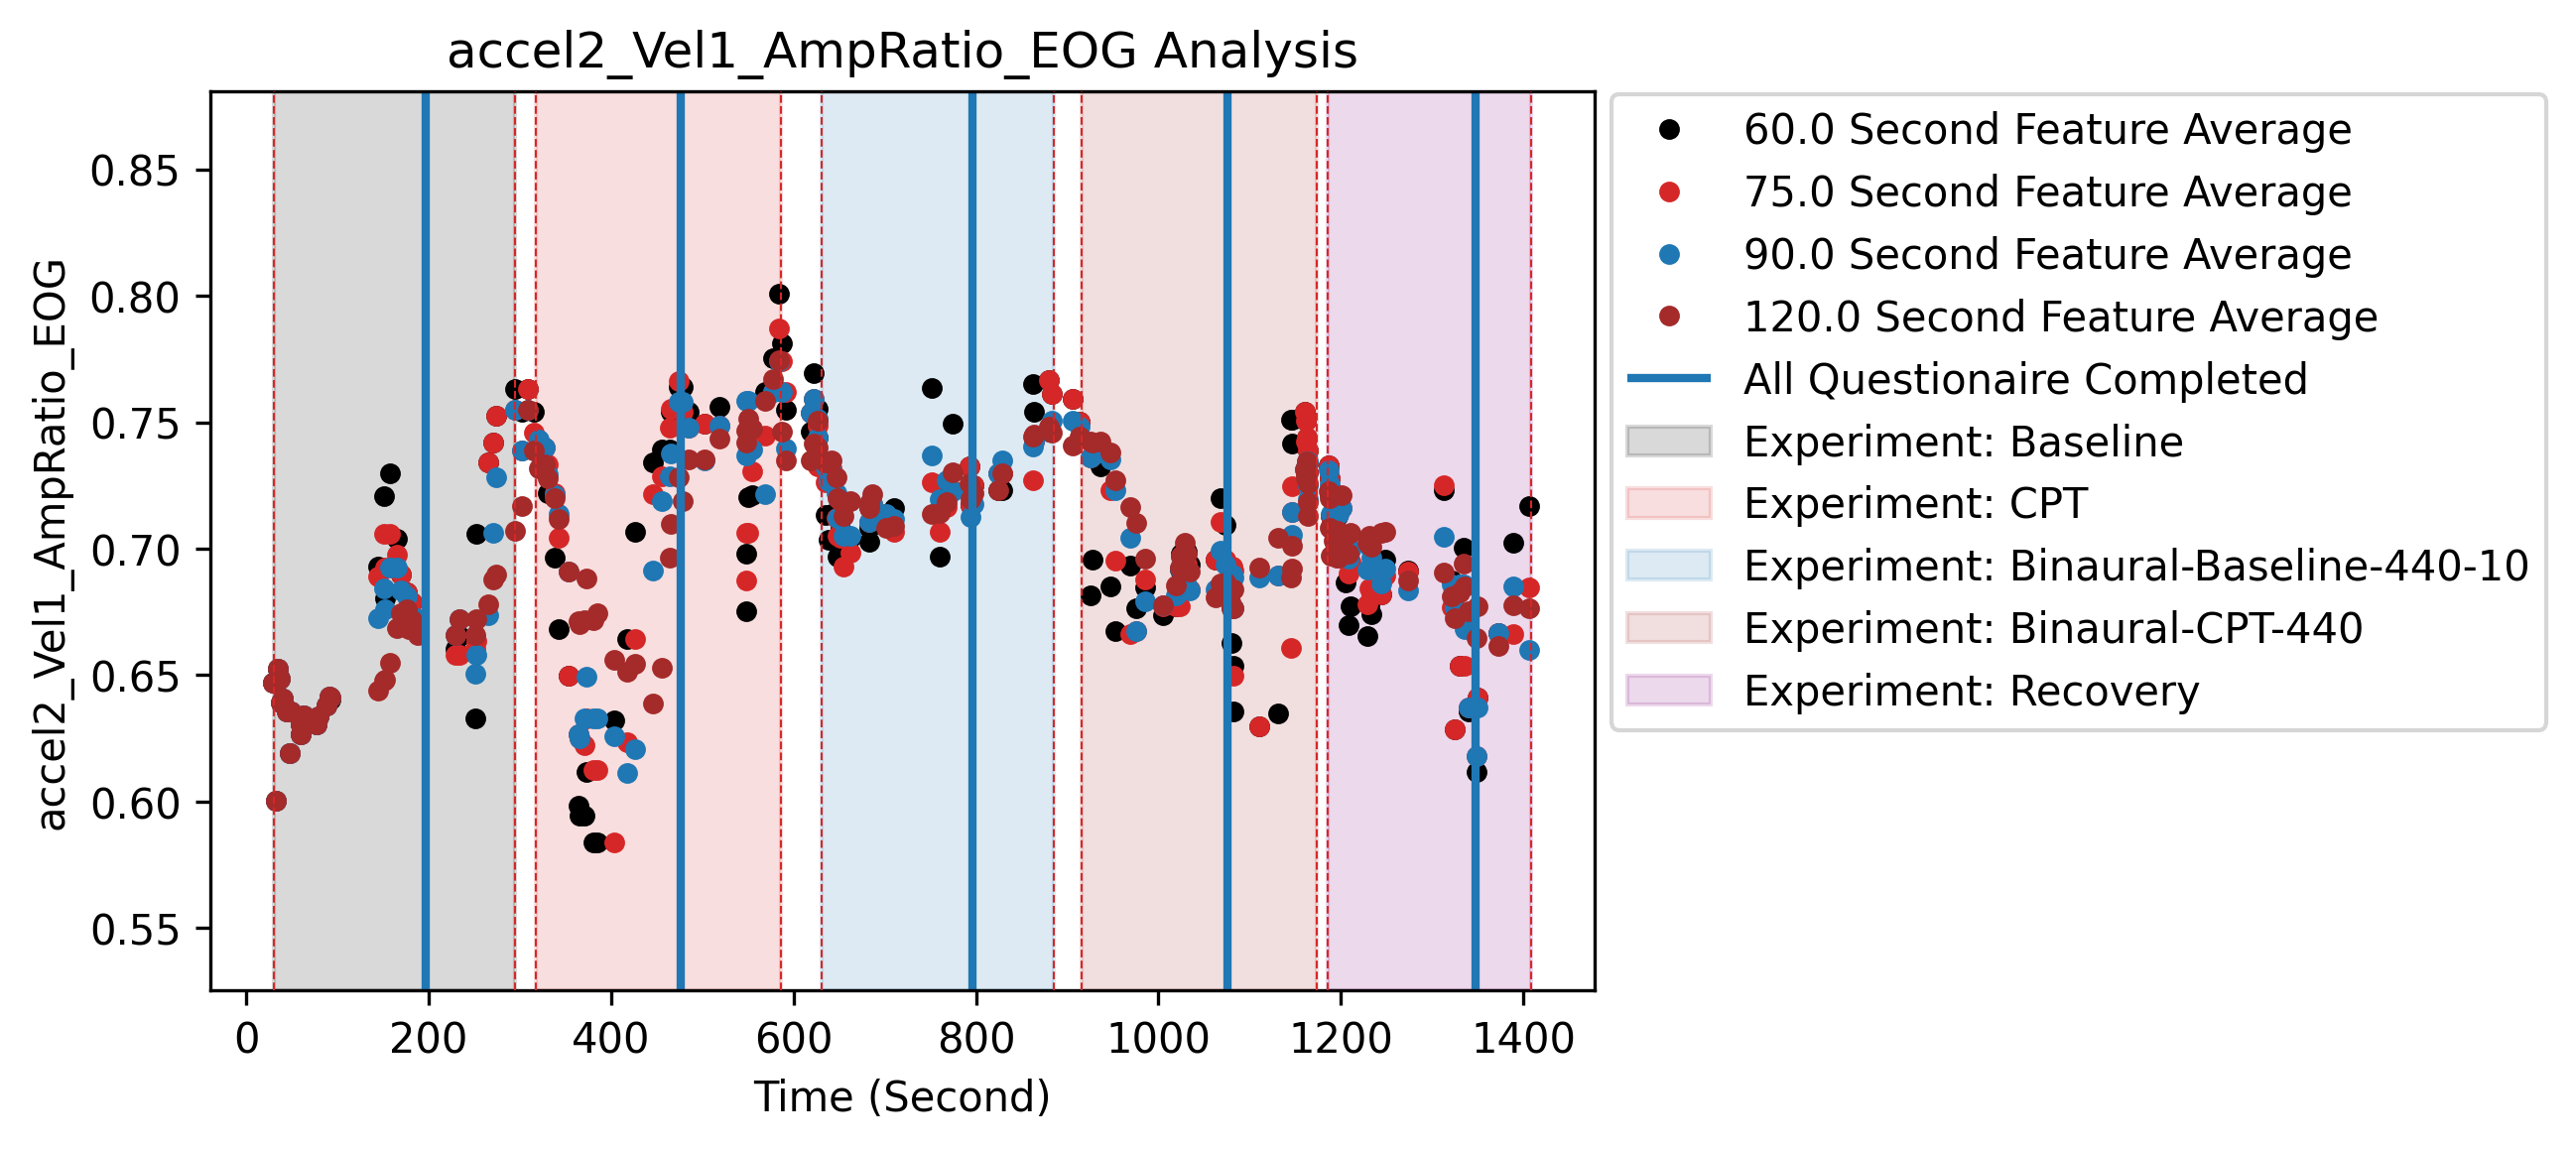 accel2_Vel1_AmpRatio_EOG Analysis
accel2_Vel1_AmpRatio_EOG
0.85
0.80
0.75
0.70
0.65
0.60
0.55
0
200
400
600
800
1000
1200
1400
Time (Second)
60.0 Second Feature Average
75.0 Second Feature Average
90.0 Second Feature Average
120.0 Second Feature Average
All Questionaire Completed
Experiment: Baseline
Experiment: CPT
Experiment: Binaural-Baseline-440-10
Experiment: Binaural-CPT-440
Experiment: Recovery